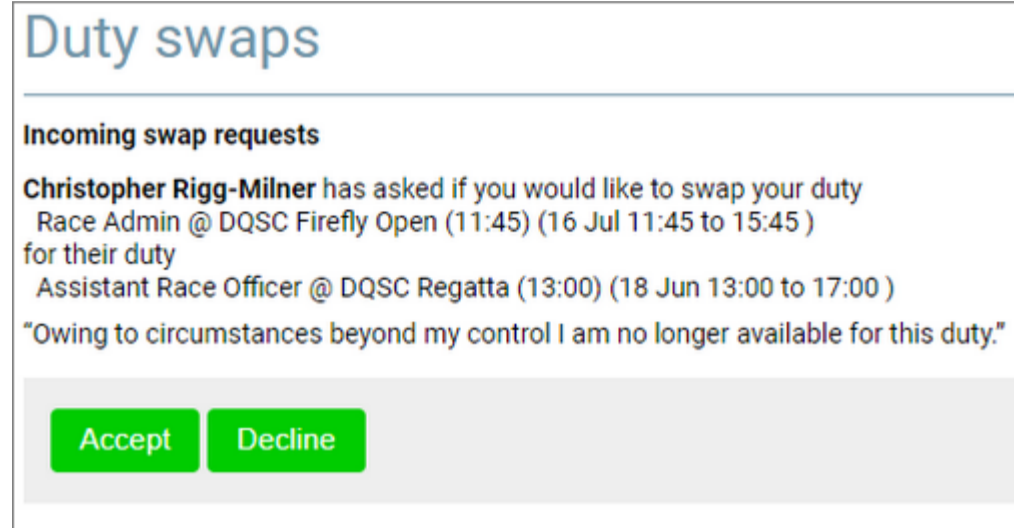 Duty swaps
Incoming swap requests
Christopher Rigg-Milner has asked if you would like to swap your duty
Race Admin @ DQSC Firefly Open (11:45) (16 Jul 11:45 to 15:45 )
for their duty
Assistant Race Officer @ DQSC Regatta (13:00) (18 Jun 13:00 to 17:00 )
“Owing to circumstances beyond my control I am no longer available for this duty.”
Accept Decline